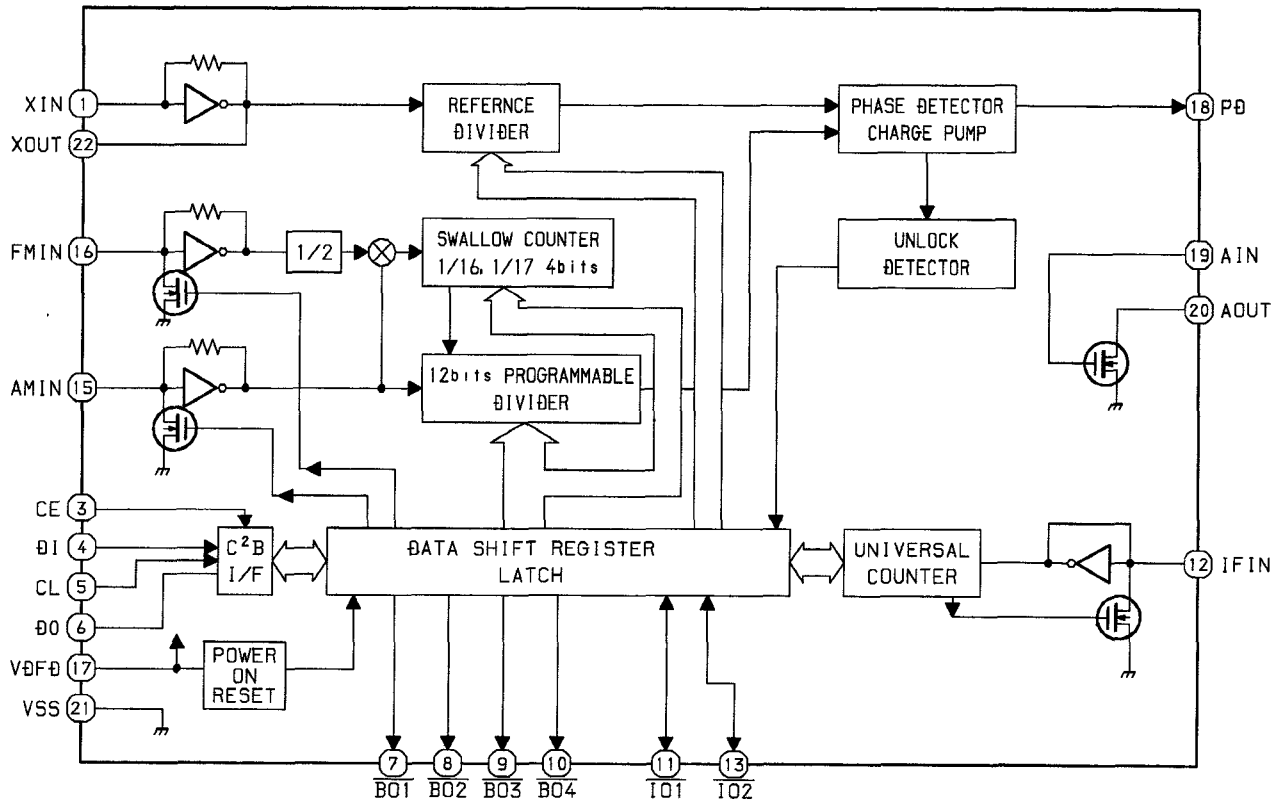 XIN 1
REFERNCE
DIVIDER
PHASE DETECTOR
CHARGE PUMP
18 PD
XOUT 22
FMIN 16
1/2
SWALLOW COUNTER
1/16, 1/17 4bits
UNLOCK
DETECTOR
19 AIN
20 AOUT
AMIN 15
12bits PROGRAMMABLE
DIVIDER
CE 3
DI 4
CL 5
DO 6
C²B
I/F
DATA SHIFT REGISTER
LATCH
UNIVERSAL
COUNTER
12 IFIN
VDFD 17
POWER
ON
RESET
VSS 21
7 8 9 10 11 13
BO1 BO2 BO3 BO4 IO1 IO2